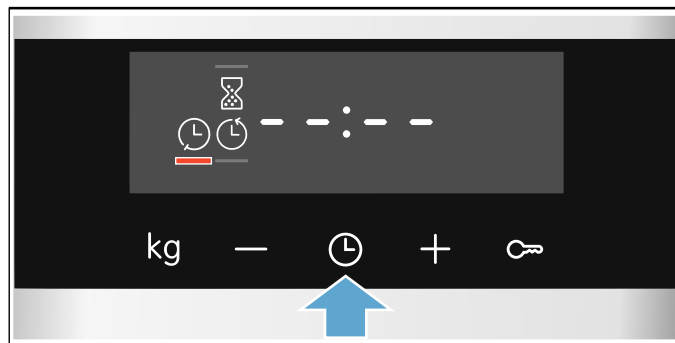 --:--
kg — +